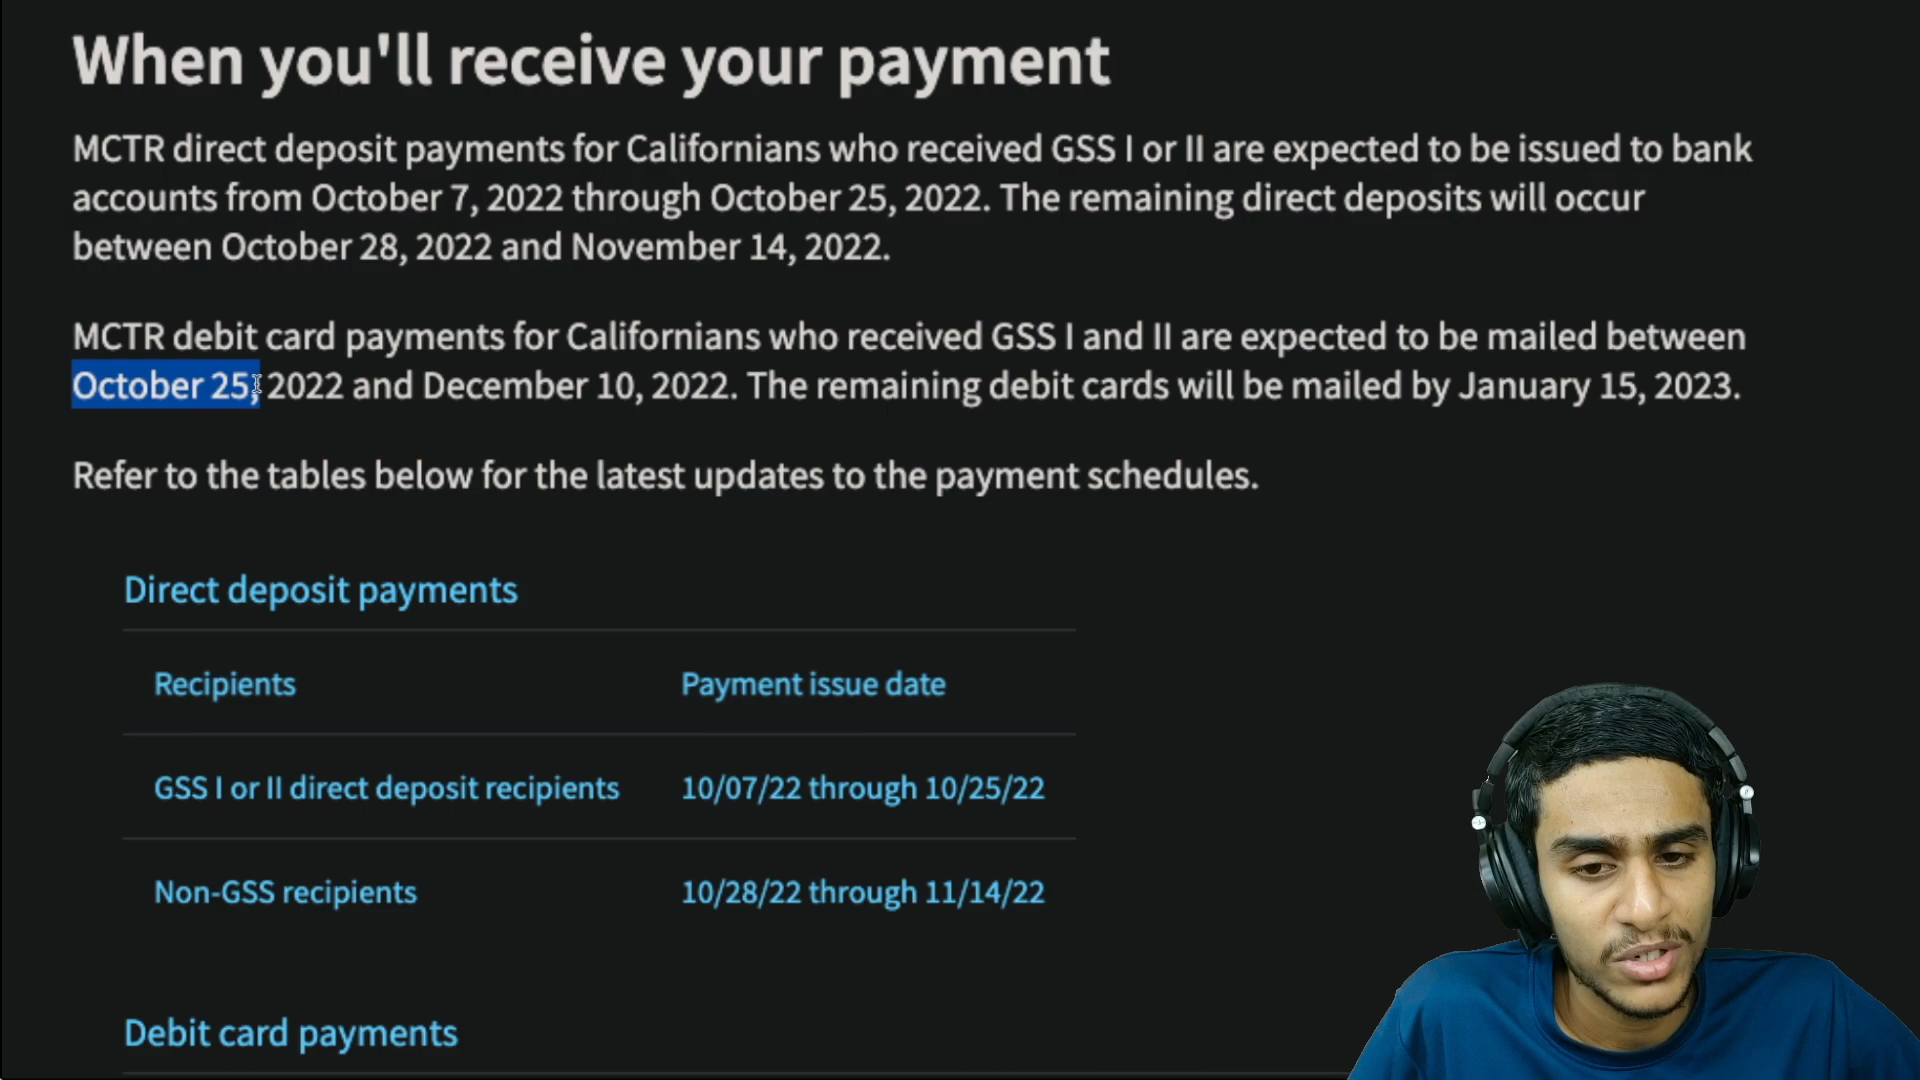 When you'll receive your payment
MCTR direct deposit payments for Californians who received GSS I or II are expected to be issued to bank
accounts from October 7, 2022 through October 25, 2022. The remaining direct deposits will occur
between October 28, 2022 and November 14, 2022.
MCTR debit card payments for Californians who received GSS I and II are expected to be mailed between
October 25, 2022 and December 10, 2022. The remaining debit cards will be mailed by January 15, 2023.
Refer to the tables below for the latest updates to the payment schedules.
Direct deposit payments
Recipients Payment issue date
GSS I or II direct deposit recipients 10/07/22 through 10/25/22
Non-GSS recipients 10/28/22 through 11/14/22
Debit card payments